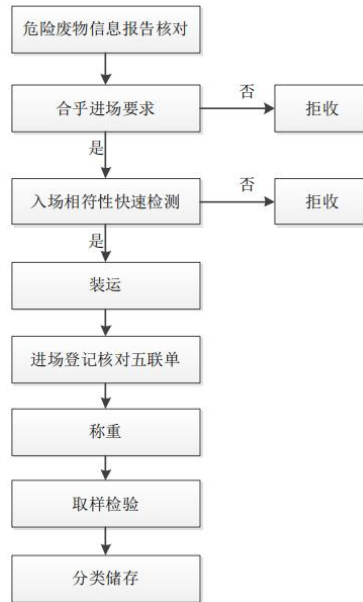 危险废物信息报告核对
合乎进场要求
否
拒收
是
入场相符性快速检测
否
拒收
是
装运
进场登记核对五联单
称重
取样检验
分类储存